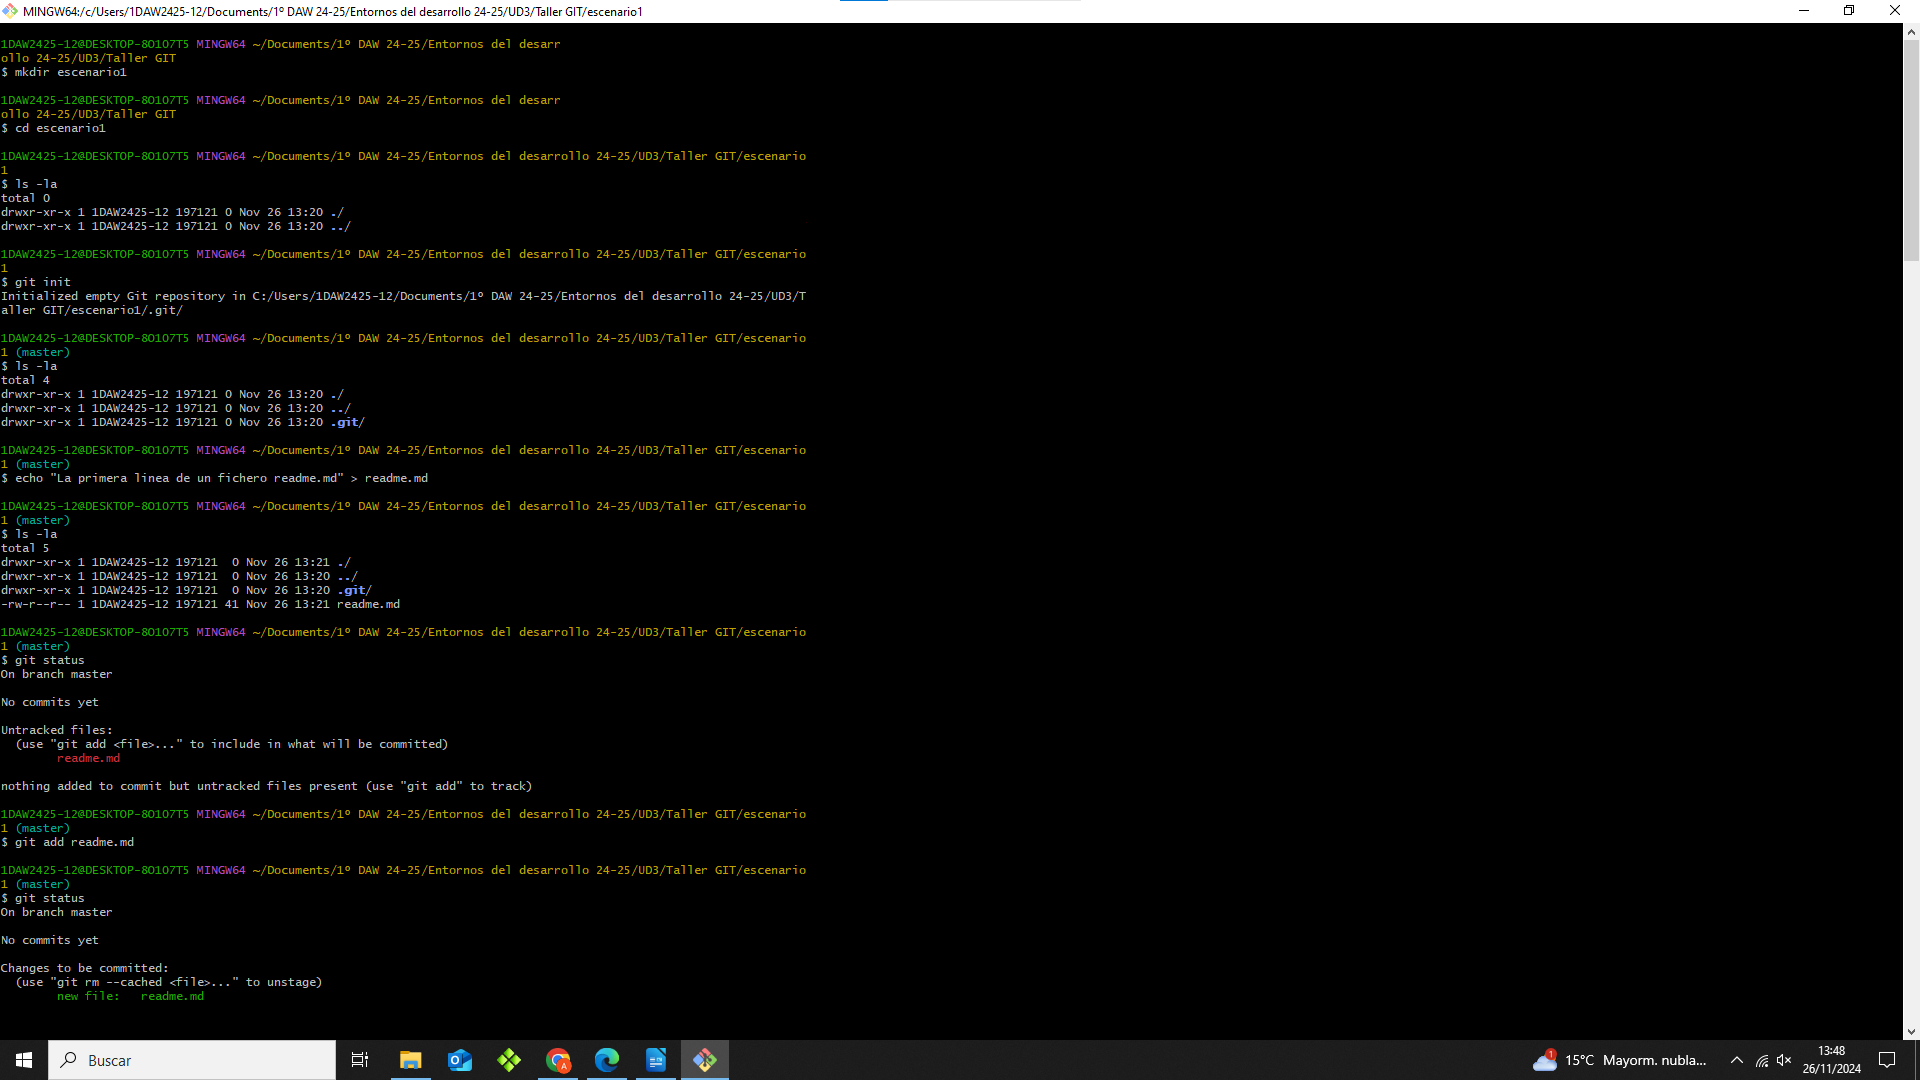 MINGW64:/c/Users/1DAW2425-12/Documents/1º DAW 24-25/Entornos del desarrollo 24-25/UD3/Taller GIT/escenario1
1DAW2425-12@DESKTOP-8O107T5 MINGW64 ~/Documents/1º DAW 24-25/Entornos del desarr
ollo 24-25/UD3/Taller GIT
$ mkdir escenario1
1DAW2425-12@DESKTOP-8O107T5 MINGW64 ~/Documents/1º DAW 24-25/Entornos del desarr
ollo 24-25/UD3/Taller GIT
$ cd escenario1
1DAW2425-12@DESKTOP-8O107T5 MINGW64 ~/Documents/1º DAW 24-25/Entornos del desarrollo 24-25/UD3/Taller GIT/escenario
1
$ ls -la
total 0
drwxr-xr-x 1 1DAW2425-12 197121 0 Nov 26 13:20 ./
drwxr-xr-x 1 1DAW2425-12 197121 0 Nov 26 13:20 ../
1DAW2425-12@DESKTOP-8O107T5 MINGW64 ~/Documents/1º DAW 24-25/Entornos del desarrollo 24-25/UD3/Taller GIT/escenario
1
$ git init
Initialized empty Git repository in C:/Users/1DAW2425-12/Documents/1º DAW 24-25/Entornos del desarrollo 24-25/UD3/T
aller GIT/escenario1/.git/
1DAW2425-12@DESKTOP-8O107T5 MINGW64 ~/Documents/1º DAW 24-25/Entornos del desarrollo 24-25/UD3/Taller GIT/escenario
1 (master)
$ ls -la
total 4
drwxr-xr-x 1 1DAW2425-12 197121 0 Nov 26 13:20 ./
drwxr-xr-x 1 1DAW2425-12 197121 0 Nov 26 13:20 ../
drwxr-xr-x 1 1DAW2425-12 197121 0 Nov 26 13:20 .git/
1DAW2425-12@DESKTOP-8O107T5 MINGW64 ~/Documents/1º DAW 24-25/Entornos del desarrollo 24-25/UD3/Taller GIT/escenario
1 (master)
$ echo "La primera linea de un fichero readme.md" > readme.md
1DAW2425-12@DESKTOP-8O107T5 MINGW64 ~/Documents/1º DAW 24-25/Entornos del desarrollo 24-25/UD3/Taller GIT/escenario
1 (master)
$ ls -la
total 5
drwxr-xr-x 1 1DAW2425-12 197121  0 Nov 26 13:21 ./
drwxr-xr-x 1 1DAW2425-12 197121  0 Nov 26 13:20 ../
drwxr-xr-x 1 1DAW2425-12 197121  0 Nov 26 13:20 .git/
-rw-r--r-- 1 1DAW2425-12 197121 41 Nov 26 13:21 readme.md
1DAW2425-12@DESKTOP-8O107T5 MINGW64 ~/Documents/1º DAW 24-25/Entornos del desarrollo 24-25/UD3/Taller GIT/escenario
1 (master)
$ git status
On branch master
No commits yet
Untracked files:
(use "git add <file>..." to include in what will be committed)
readme.md
nothing added to commit but untracked files present (use "git add" to track)
1DAW2425-12@DESKTOP-8O107T5 MINGW64 ~/Documents/1º DAW 24-25/Entornos del desarrollo 24-25/UD3/Taller GIT/escenario
1 (master)
$ git add readme.md
1DAW2425-12@DESKTOP-8O107T5 MINGW64 ~/Documents/1º DAW 24-25/Entornos del desarrollo 24-25/UD3/Taller GIT/escenario
1 (master)
$ git status
On branch master
No commits yet
Changes to be committed:
(use "git rm --cached <file>..." to unstage)
new file:   readme.md
Buscar
1
15°C Mayorm. nubla...
13:48
26/11/2024